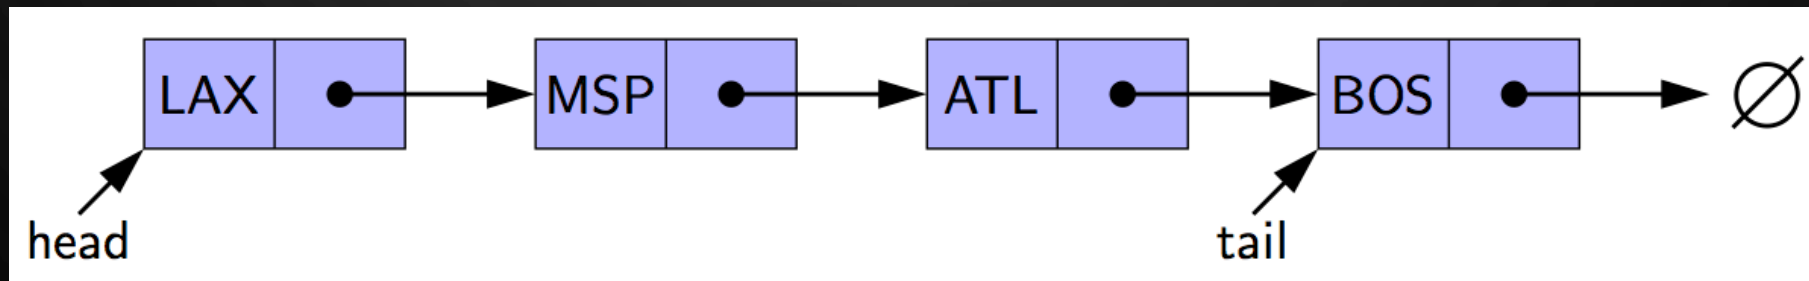 LAX MSP ATL BOS ∅
head tail